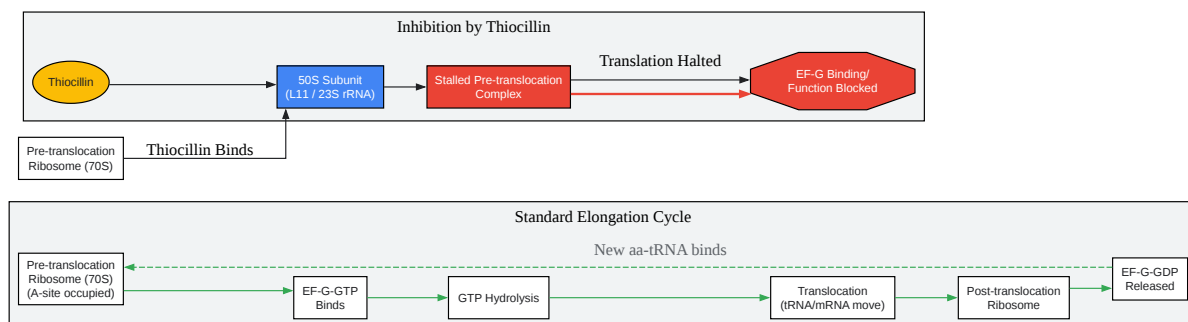 Inhibition by Thiocillin
Thiocillin
50S Subunit
(L11 / 23S rRNA)
Stalled Pre-translocation
Complex
Translation Halted
EF-G Binding/
Function Blocked
Pre-translocation
Ribosome (70S)
Thiocillin Binds
Standard Elongation Cycle
New aa-tRNA binds
Pre-translocation
Ribosome (70S)
(A-site occupied)
EF-G-GTP
Binds
GTP Hydrolysis
Translocation
(tRNA/mRNA move)
Post-translocation
Ribosome
EF-G-GDP
Released